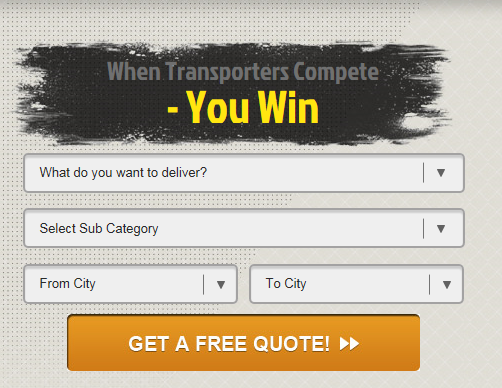 When Transporters Compete
- You Win
What do you want to deliver?
Select Sub Category
From City
To City
GET A FREE QUOTE!